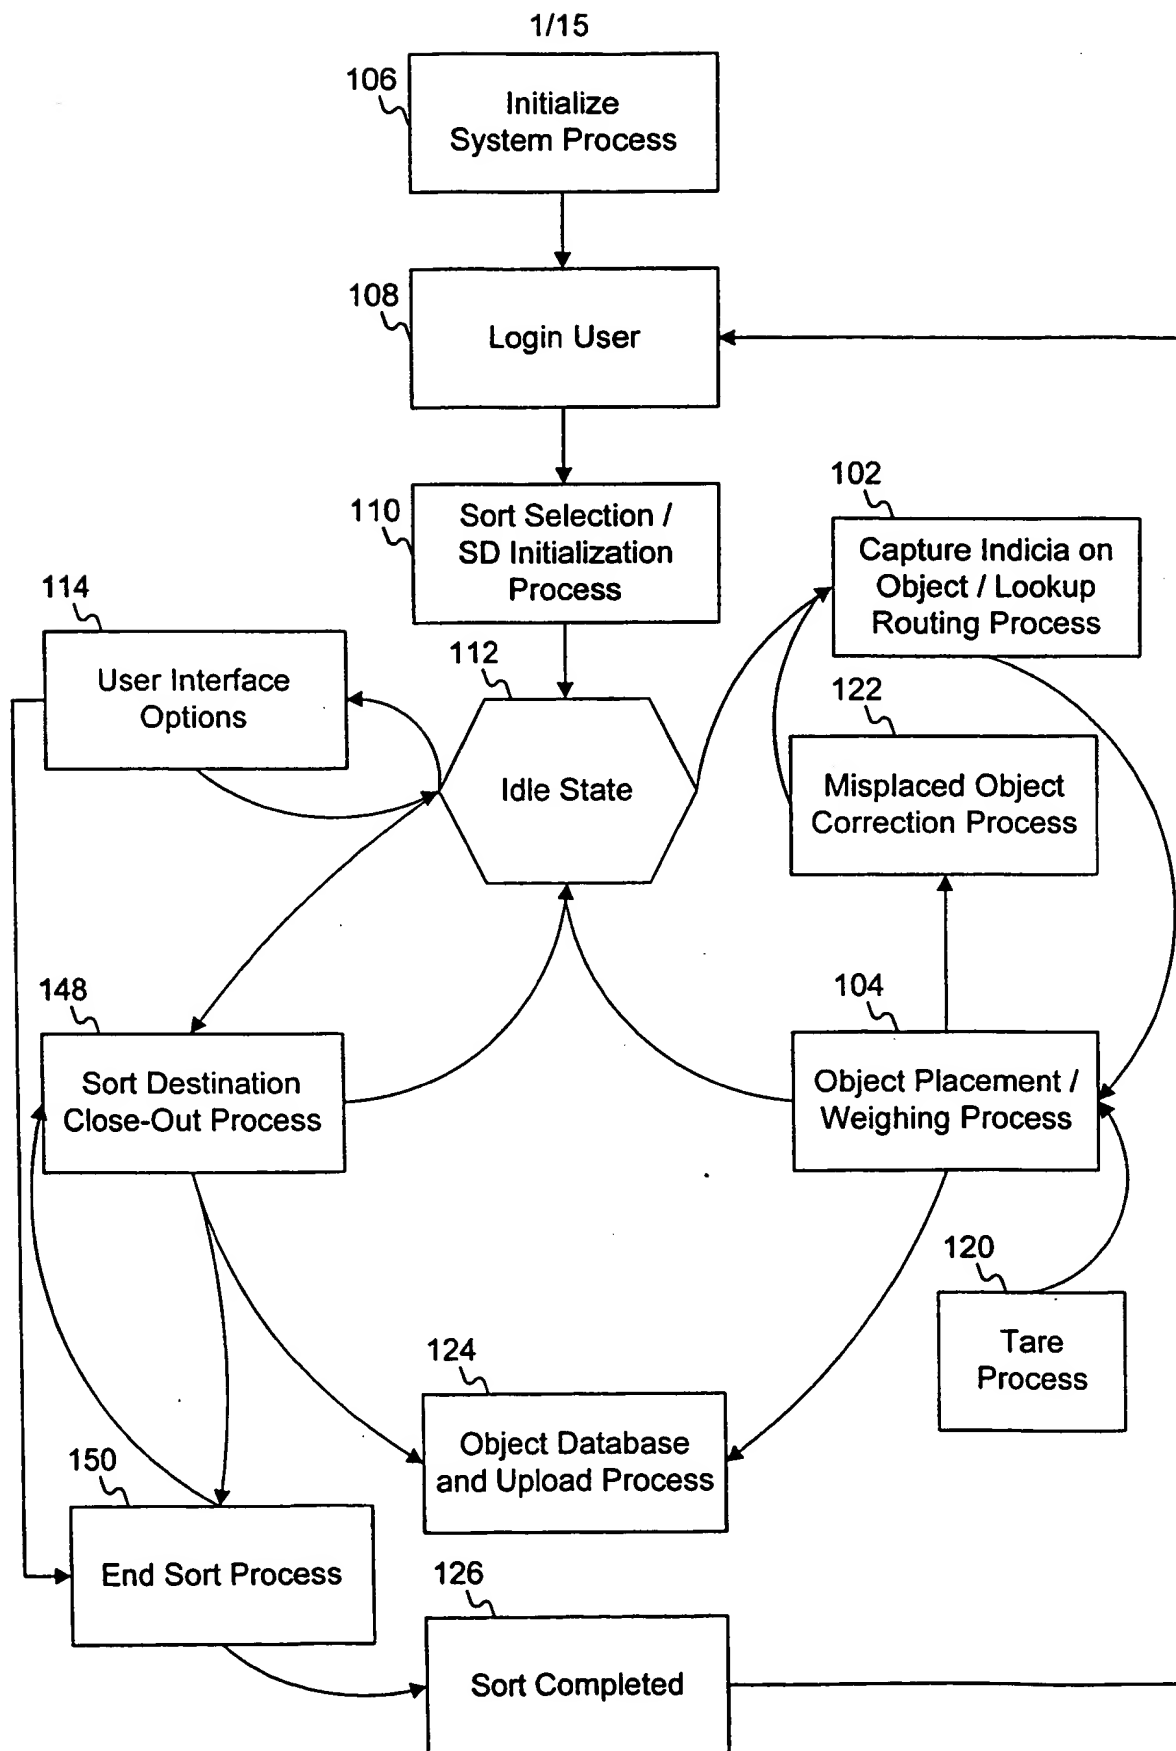 1/15
106
Initialize
System Process
108
Login User
110
Sort Selection /
SD Initialization
Process
102
Capture Indicia on
Object / Lookup
Routing Process
114
User Interface
Options
112
Idle State
122
Misplaced Object
Correction Process
148
Sort Destination
Close-Out Process
104
Object Placement /
Weighing Process
120
Tare
Process
124
Object Database
and Upload Process
150
End Sort Process
126
Sort Completed